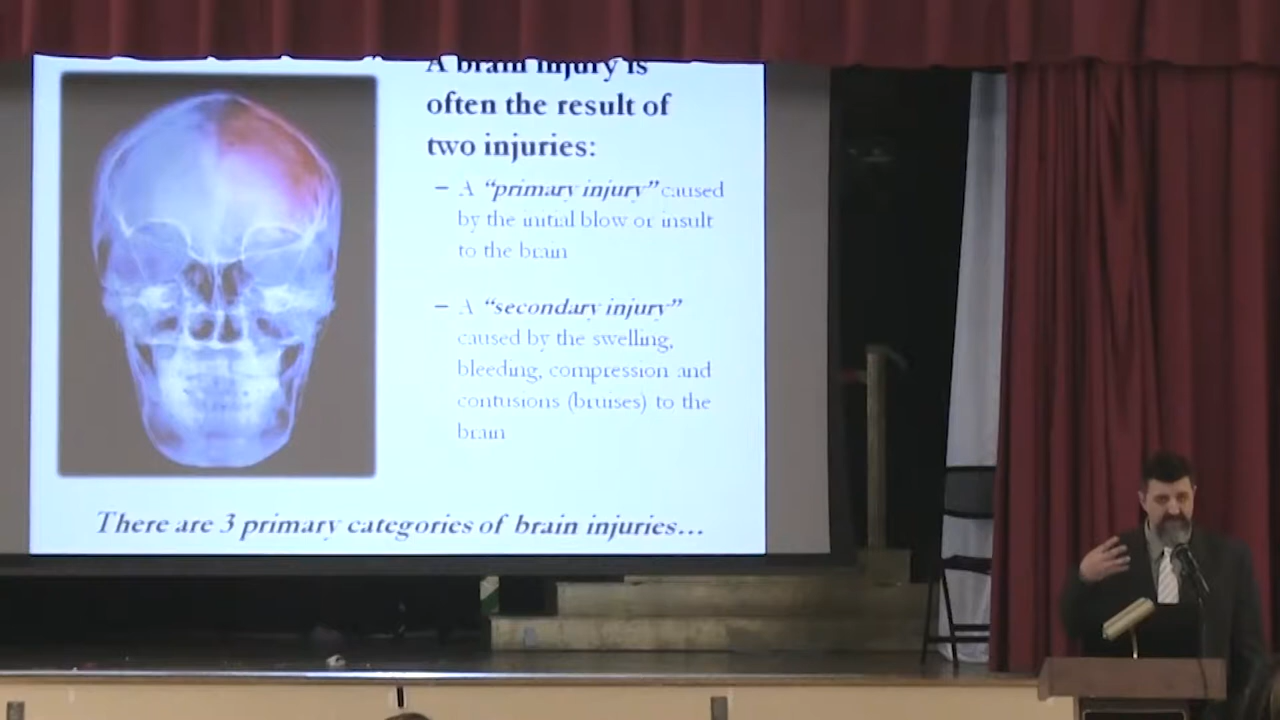 A brain injury is
often the result of
two injuries:
– A “primary injury” caused
by the initial blow or insult
to the brain
– A “secondary injury”
caused by the swelling,
bleeding, compression and
contusions (bruises) to the
brain
There are 3 primary categories of brain injuries...